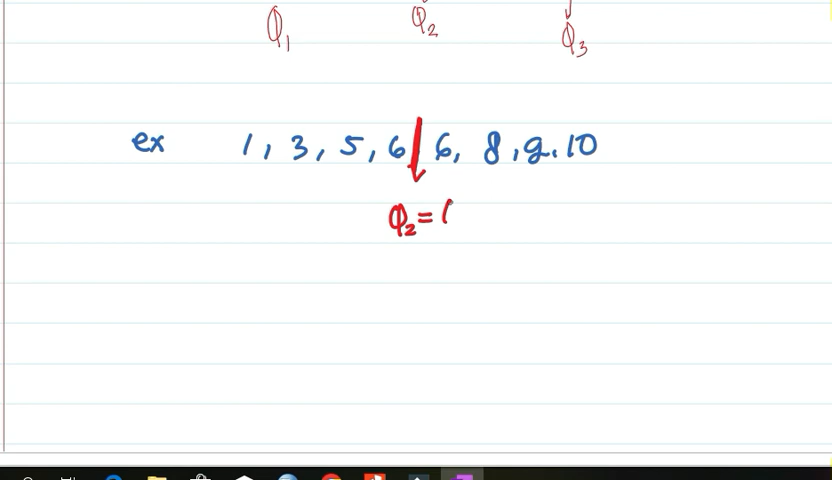 Q₁ Q₂ Q₃
ex 1, 3, 5, 6 6, 8, 9, 10
Q₂ = (